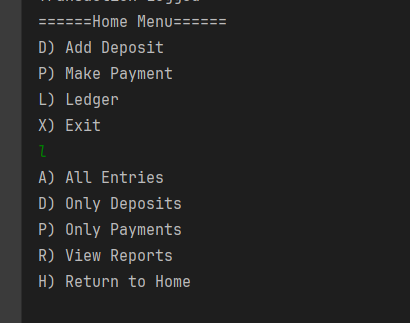 ======Home Menu======
D) Add Deposit
P) Make Payment
L) Ledger
X) Exit
l
A) All Entries
D) Only Deposits
P) Only Payments
R) View Reports
H) Return to Home